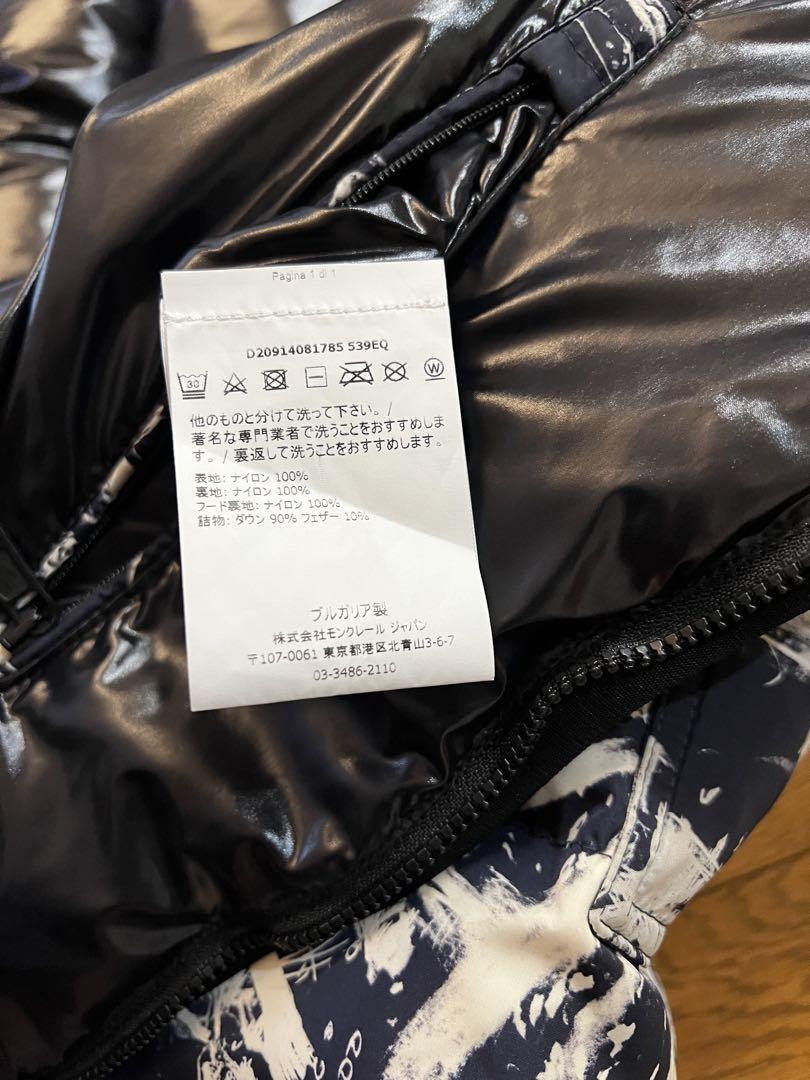 Pagina 1 di 1
D20914081785 539EQ
30
W
他のものと分けて洗って下さい。/
著名な専門業者で洗うことをおすすめしま
す。/ 裏返して洗うことをおすすめします。
表地: ナイロン 100%
裏地: ナイロン 100%
フード裏地: ナイロン 100%
詰物: ダウン 90% フェザー 10%
ブルガリア製
株式会社モンクレール ジャパン
〒107-0061 東京都港区北青山3-6-7
03-3486-2110